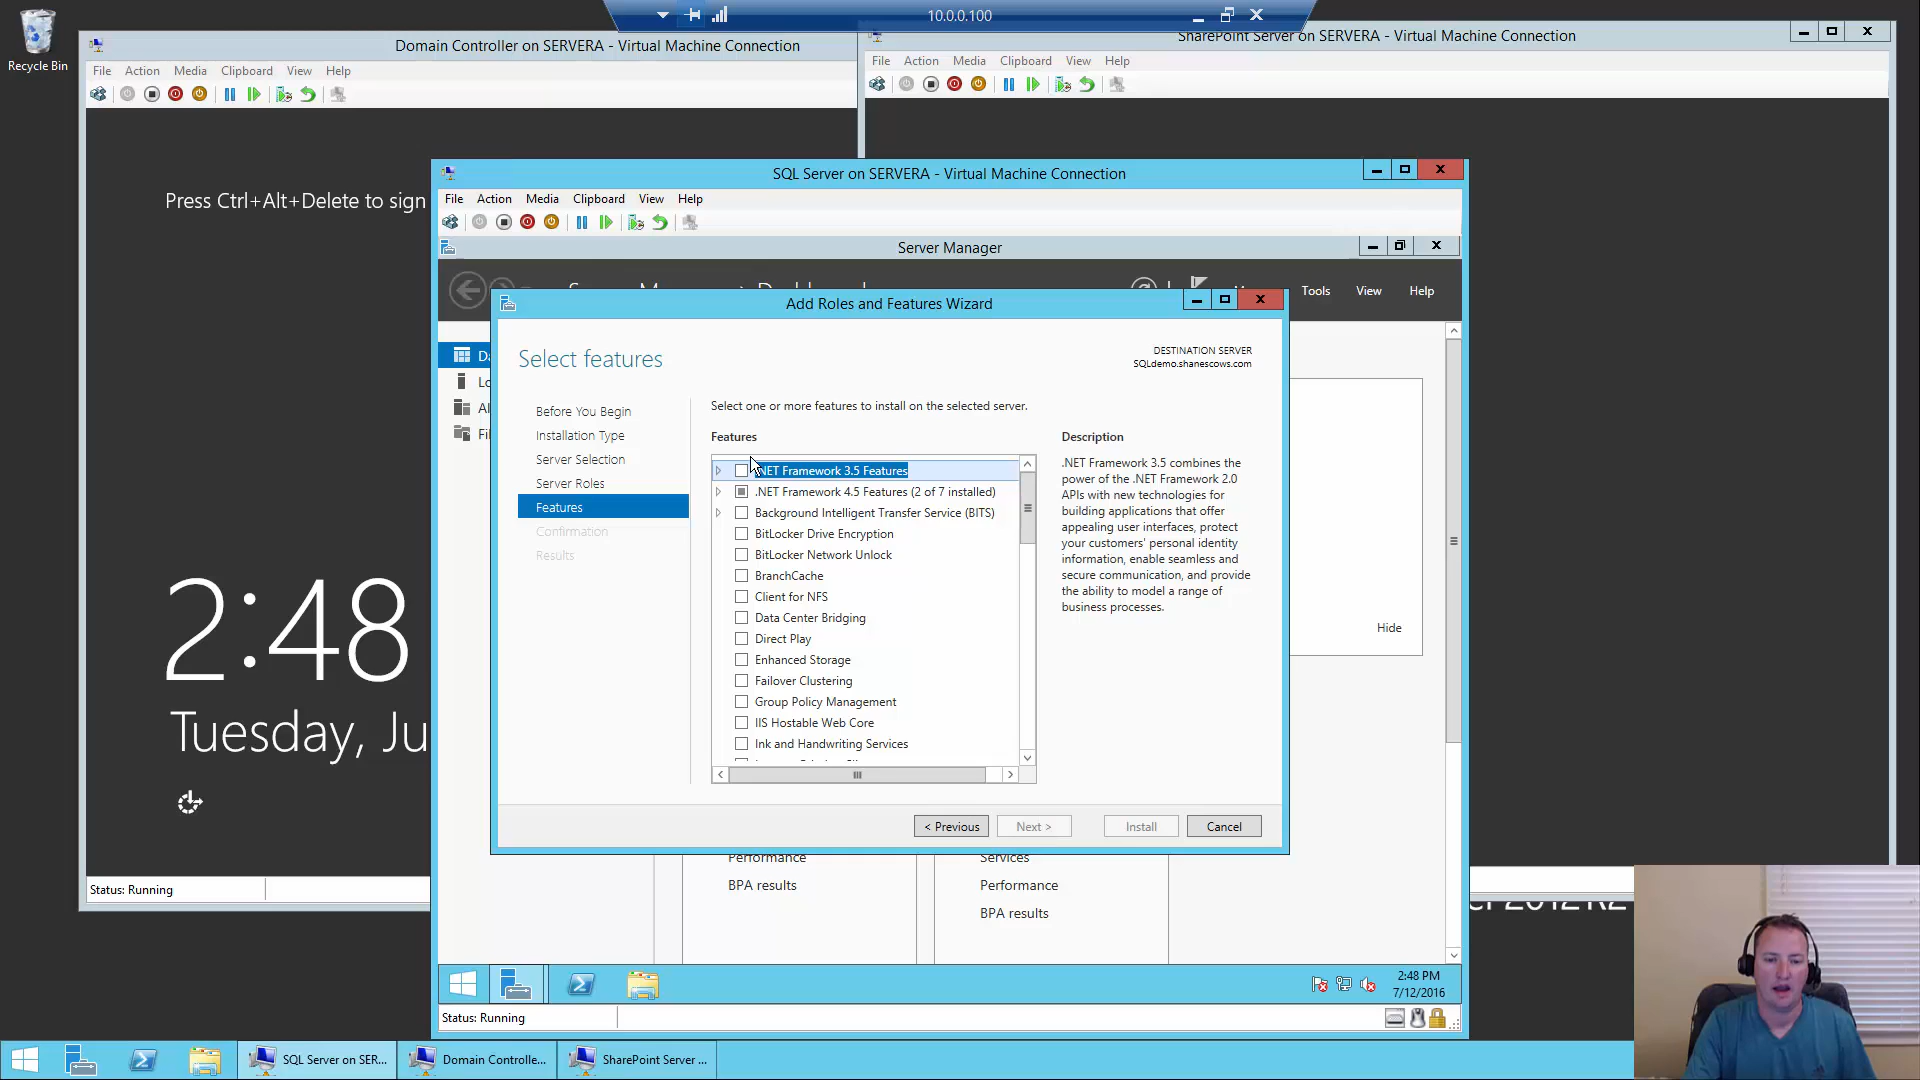 10.0.0.100
Recycle Bin
Domain Controller on SERVERA - Virtual Machine Connection
File Action Media Clipboard View Help
SharePoint Server on SERVERA - Virtual Machine Connection
File Action Media Clipboard View Help
Press Ctrl+Alt+Delete to sign
2:48
Tuesday, Ju
Status: Running
SQL Server on SERVERA - Virtual Machine Connection
File Action Media Clipboard View Help
Server Manager
Tools View Help
Add Roles and Features Wizard
Select features
DESTINATION SERVER
SQLdemo.shanescows.com
Before You Begin
Installation Type
Server Selection
Server Roles
Features
Confirmation
Results
Select one or more features to install on the selected server.
Features
.NET Framework 3.5 Features
.NET Framework 4.5 Features (2 of 7 installed)
Background Intelligent Transfer Service (BITS)
BitLocker Drive Encryption
BitLocker Network Unlock
BranchCache
Client for NFS
Data Center Bridging
Direct Play
Enhanced Storage
Failover Clustering
Group Policy Management
IIS Hostable Web Core
Ink and Handwriting Services
Description
.NET Framework 3.5 combines the
power of the .NET Framework 2.0
APIs with new technologies for
building applications that offer
appealing user interfaces, protect
your customers' personal identity
information, enable seamless and
secure communication, and provide
the ability to model a range of
business processes.
Hide
< Previous
Next >
Install
Cancel
Performance
BPA results
Services
Performance
BPA results
2:48 PM
7/12/2016
Status: Running
SQL Server on SER...
Domain Controlle...
SharePoint Server ...